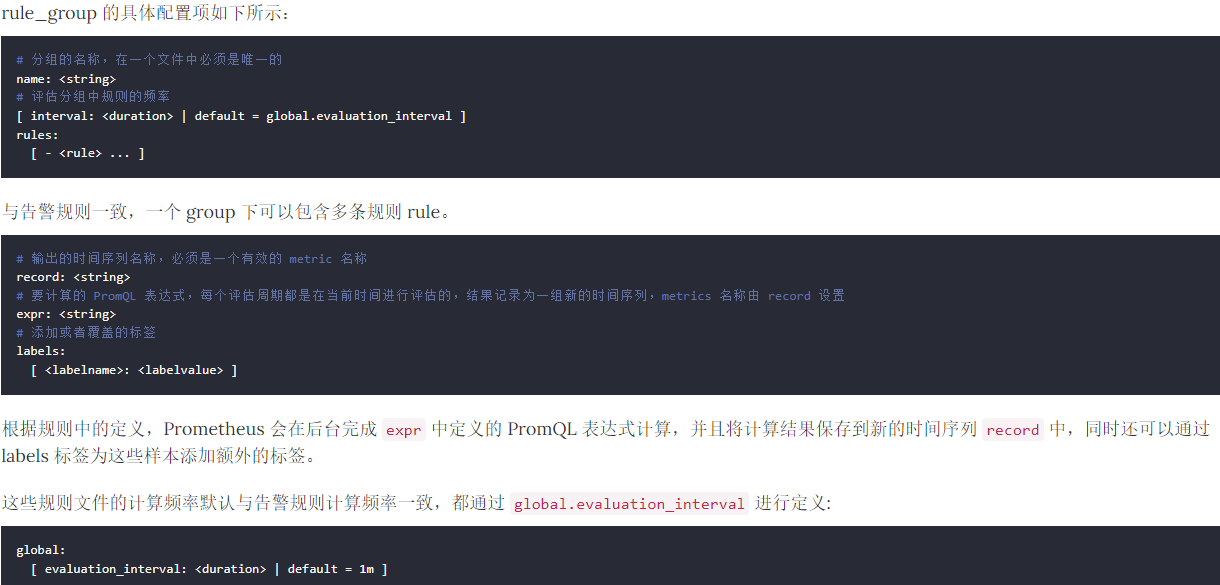 rule_group 的具体配置项如下所示：
# 分组的名称，在一个文件中必须是唯一的
name: <string>
# 评估分组中规则的频率
[ interval: <duration> | default = global.evaluation_interval ]
rules:
  [ - <rule> ... ]
与告警规则一致，一个 group 下可以包含多条规则 rule。
# 输出的时间序列名称，必须是一个有效的 metric 名称
record: <string>
# 要计算的 PromQL 表达式，每个评估周期都是在当前时间进行评估的，结果记录为一组新的时间序列，metrics 名称由 record 设置
expr: <string>
# 添加或者覆盖的标签
labels:
  [ <labelname>: <labelvalue> ]
根据规则中的定义，Prometheus 会在后台完成 expr 中定义的 PromQL 表达式计算，并且将计算结果保存到新的时间序列 record 中，同时还可以通过
labels 标签为这些样本添加额外的标签。
这些规则文件的计算频率默认与告警规则计算频率一致，都通过 global.evaluation_interval 进行定义:
global:
  [ evaluation_interval: <duration> | default = 1m ]